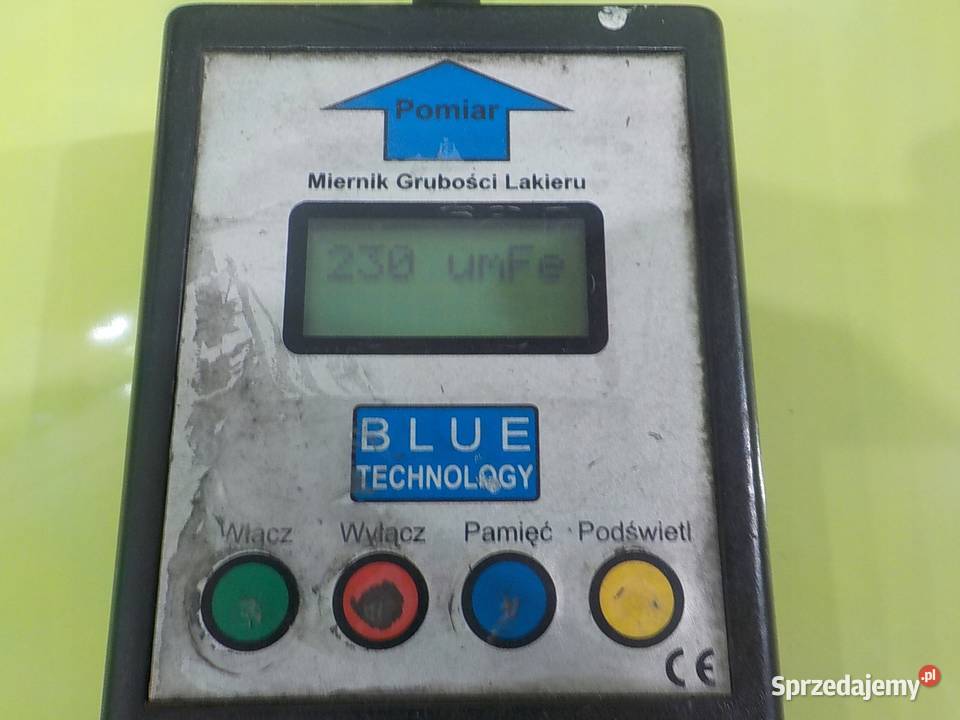 Pomiar
Miernik Grubości Lakieru
230 umFe
BLUE
TECHNOLOGY
Włącz Wyłącz Pamięć Podświetl
CE
Sprzedajemy.pl